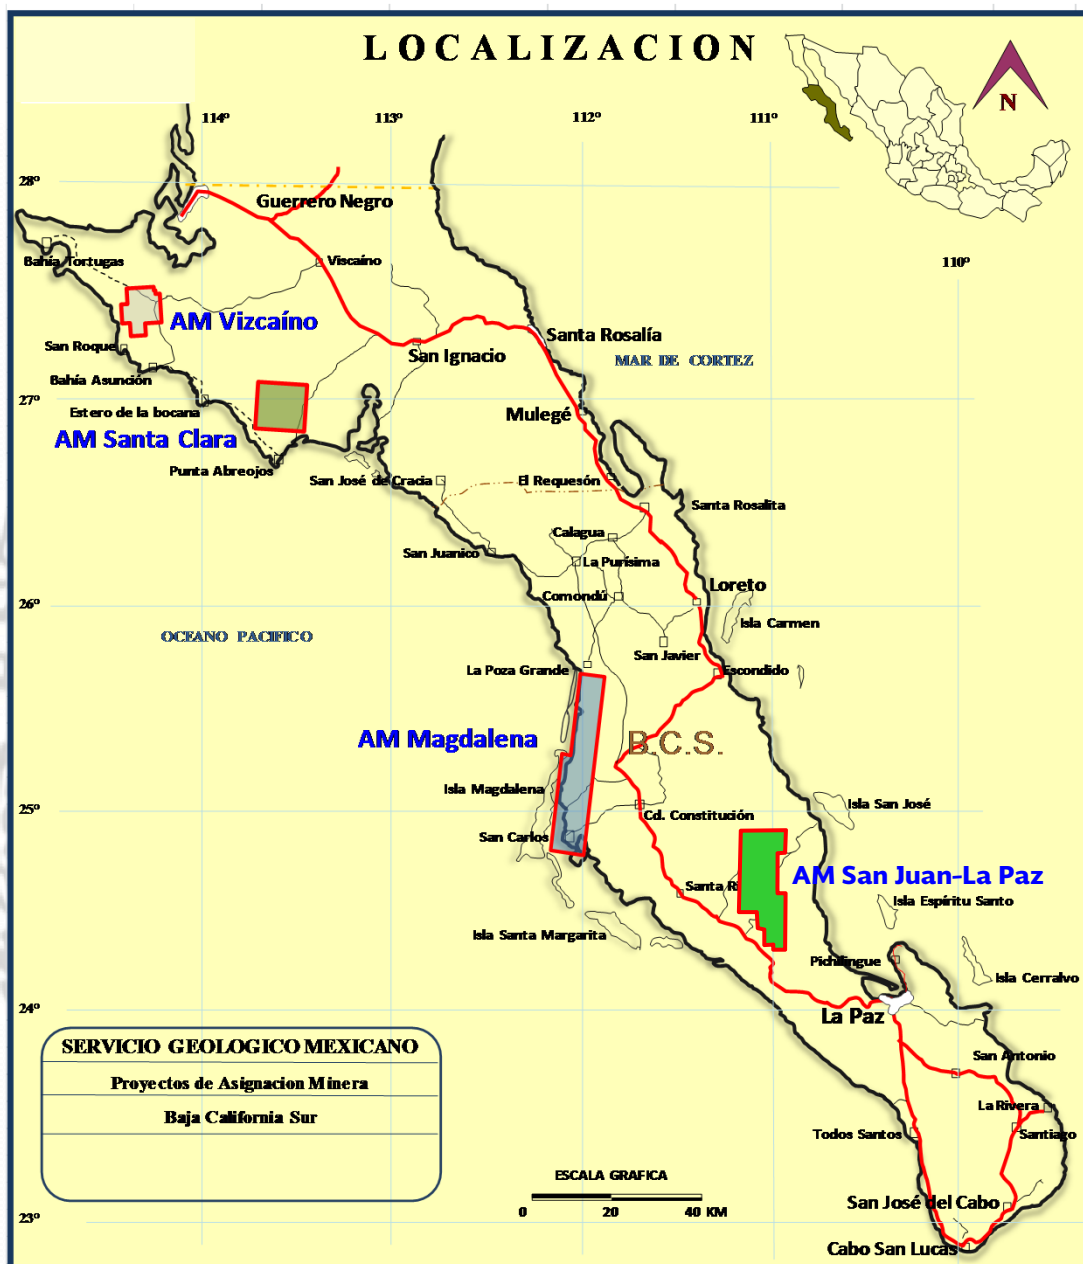 LOCALIZACION
N
114º
113º
112º
111º
28º
Guerrero Negro
Bahía Tortugas
Viscaíno
110º
AM Vizcaíno
San Roque
San Ignacio
Santa Rosalía
MAR DE CORTEZ
Bahía Asunción
27º
Estero de la bocana
Mulegé
AM Santa Clara
Punta Abreojos
San José de Cracia
El Requesón
Santa Rosalita
Calagua
San Juanico
La Purísima
Loreto
Comondú
26º
Isla Carmen
OCEANO PACIFICO
San Javier
La Poza Grande
Escondido
AM Magdalena
B.C.S.
Isla Magdalena
25º
Isla San José
Cd. Constitución
San Carlos
AM San Juan-La Paz
Santa Ri
Isla Espíritu Santo
Isla Santa Margarita
Pichilingue
Isla Cerralvo
24º
La Paz
SERVICIO GEOLOGICO MEXICANO
Proyectos de Asignacion Minera
Baja California Sur
San Antonio
La Rivera
Todos Santos
Santiago
ESCALA GRAFICA
0 20 40 KM
San José del Cabo
23º
Cabo San Lucas